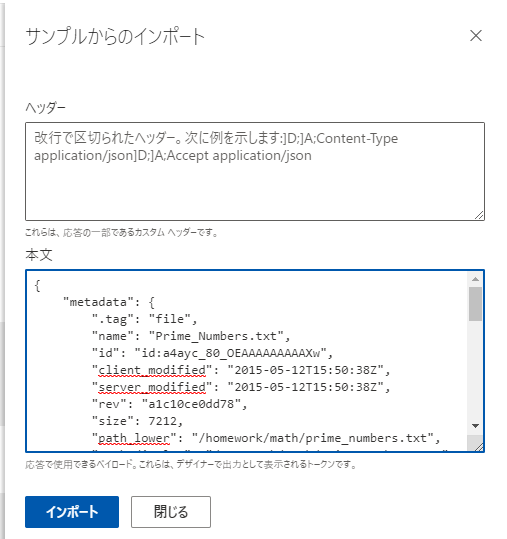 サンプルからのインポート
ヘッダー
改行で区切られたヘッダー。次に例を示します:]D;]A;Content-Type
application/json]D;]A;Accept application/json
これらは、応答の一部であるカスタム ヘッダーです。
本文
{
"metadata": {
".tag": "file",
"name": "Prime_Numbers.txt",
"id": "id:a4ayc_80_OEAAAAAAAAAXw",
"client_modified": "2015-05-12T15:50:38Z",
"server_modified": "2015-05-12T15:50:38Z",
"rev": "a1c10ce0dd78",
"size": 7212,
"path_lower": "/homework/math/prime_numbers.txt",
応答で使用できるペイロード。これは、デザイナーで出力として表示されるトークンです。
インポート
閉じる